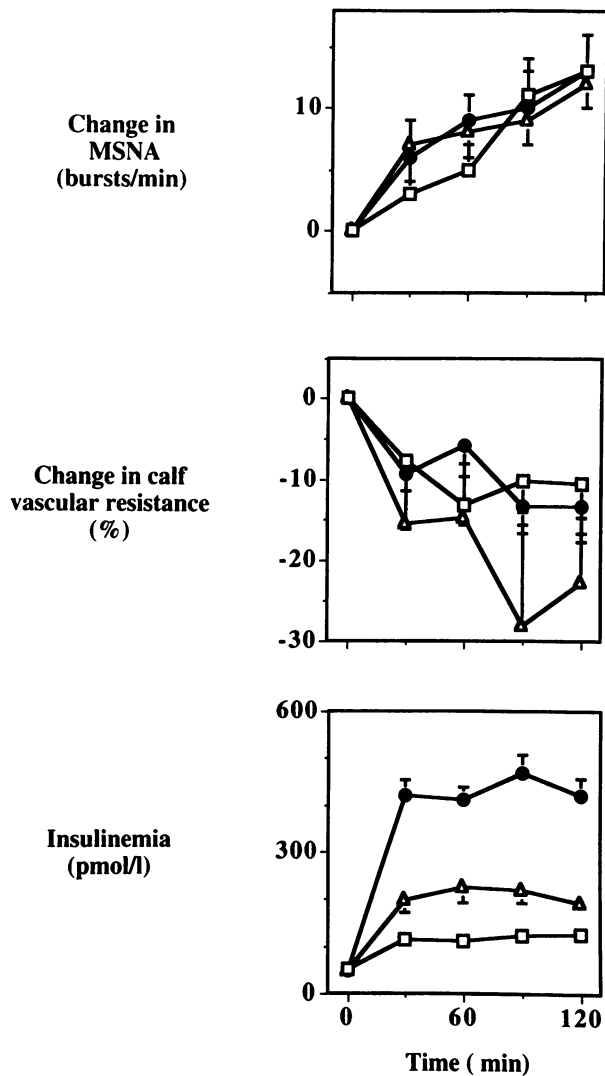 Change in
MSNA
(bursts/min)
10
0
Change in calf
vascular resistance
(%)
0
-10
-20
-30
Insulinemia
(pmol/l)
600
300
0
0
60
120
Time ( min)